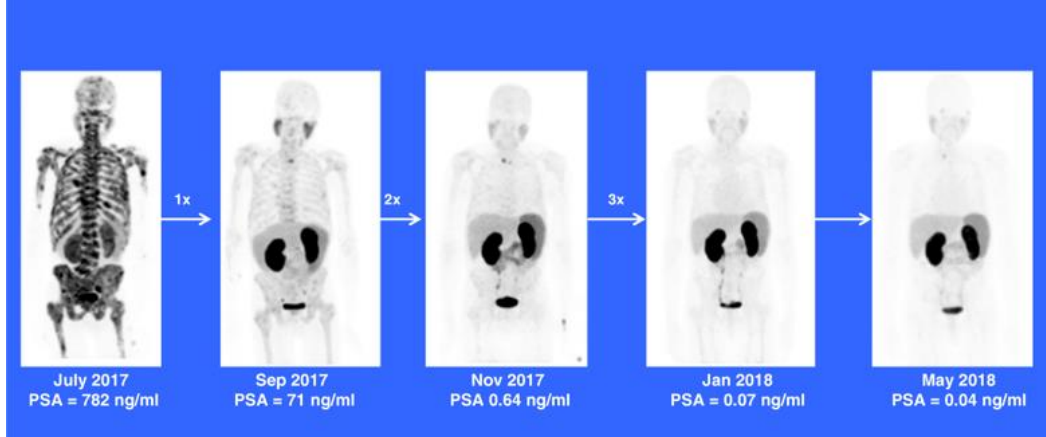 1x
2x
3x
July 2017
PSA = 782 ng/ml
Sep 2017
PSA = 71 ng/ml
Nov 2017
PSA 0.64 ng/ml
Jan 2018
PSA = 0.07 ng/ml
May 2018
PSA = 0.04 ng/ml